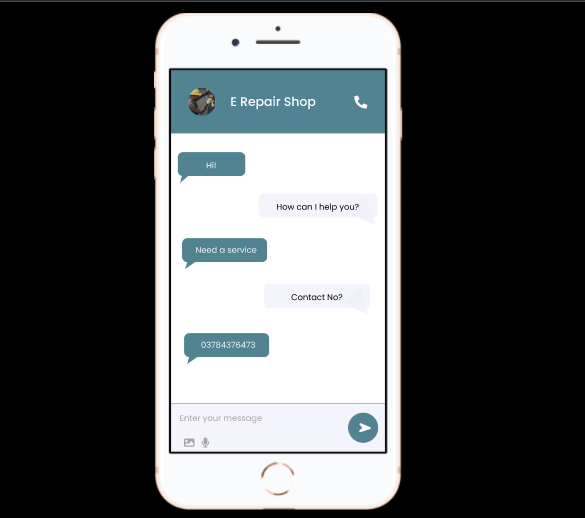 E Repair Shop
Hi!
How can I help you?
Need a service
Contact No?
03784376473
Enter your message